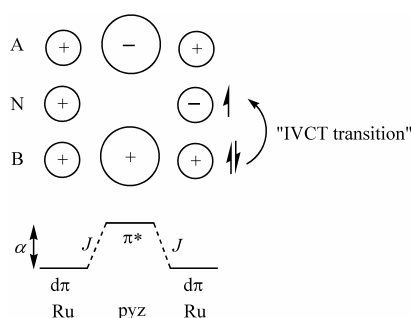 A + − +
N + −
B + + +
"IVCT transition"
α J π* J
dπ dπ
Ru pyz Ru